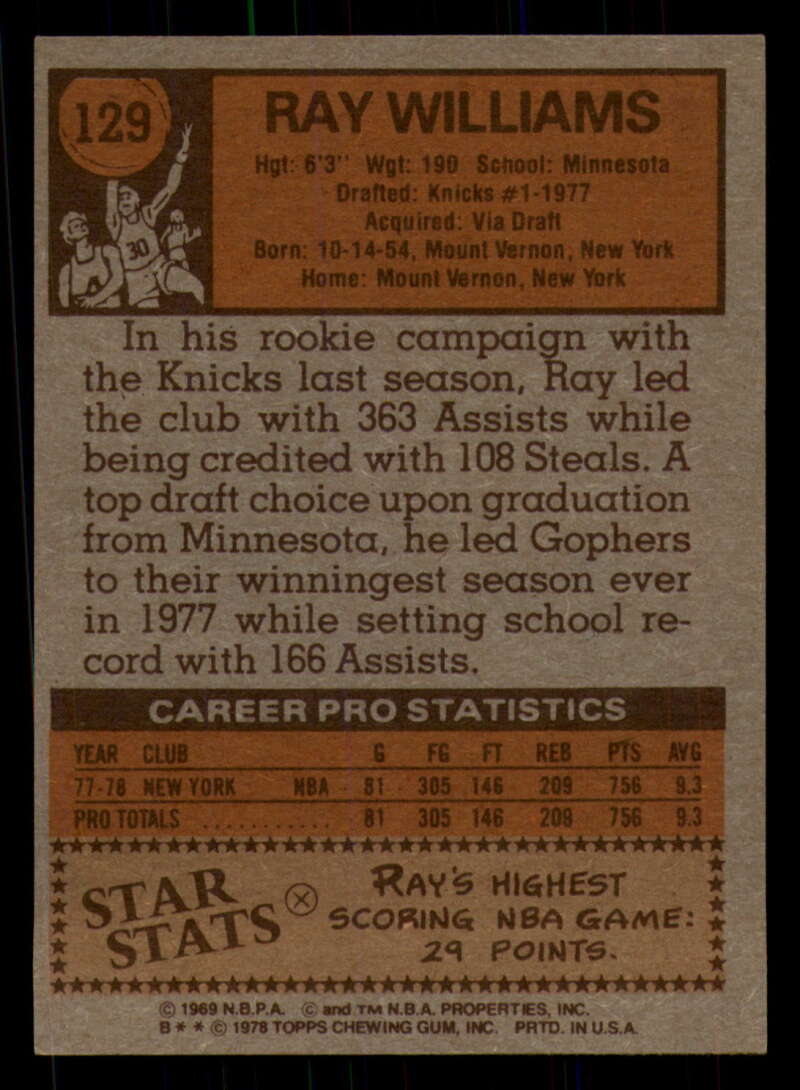 129
RAY WILLIAMS
Hgt: 6'3" Wgt: 190 School: Minnesota
Drafted: Knicks #1-1977
Acquired: Via Draft
Born: 10-14-54, Mount Vernon, New York
Home: Mount Vernon, New York
30
In his rookie campaign with
the Knicks last season, Ray led
the club with 363 Assists while
being credited with 108 Steals. A
top draft choice upon graduation
from Minnesota, he led Gophers
to their winningest season ever
in 1977 while setting school re-
cord with 166 Assists.
CAREER PRO STATISTICS
YEAR CLUB G FG FT REB PTS AVG
77-78 NEW YORK NBA 81 305 146 209 756 9.3
PRO TOTALS ........... 81 305 146 209 756 9.3
STAR STATS
RAY'S HIGHEST
SCORING NBA GAME:
29 POINTS.
© 1969 N.B.P.A. © and TM N.B.A. PROPERTIES, INC.
B * * © 1978 TOPPS CHEWING GUM, INC. PRTD. IN U.S.A.